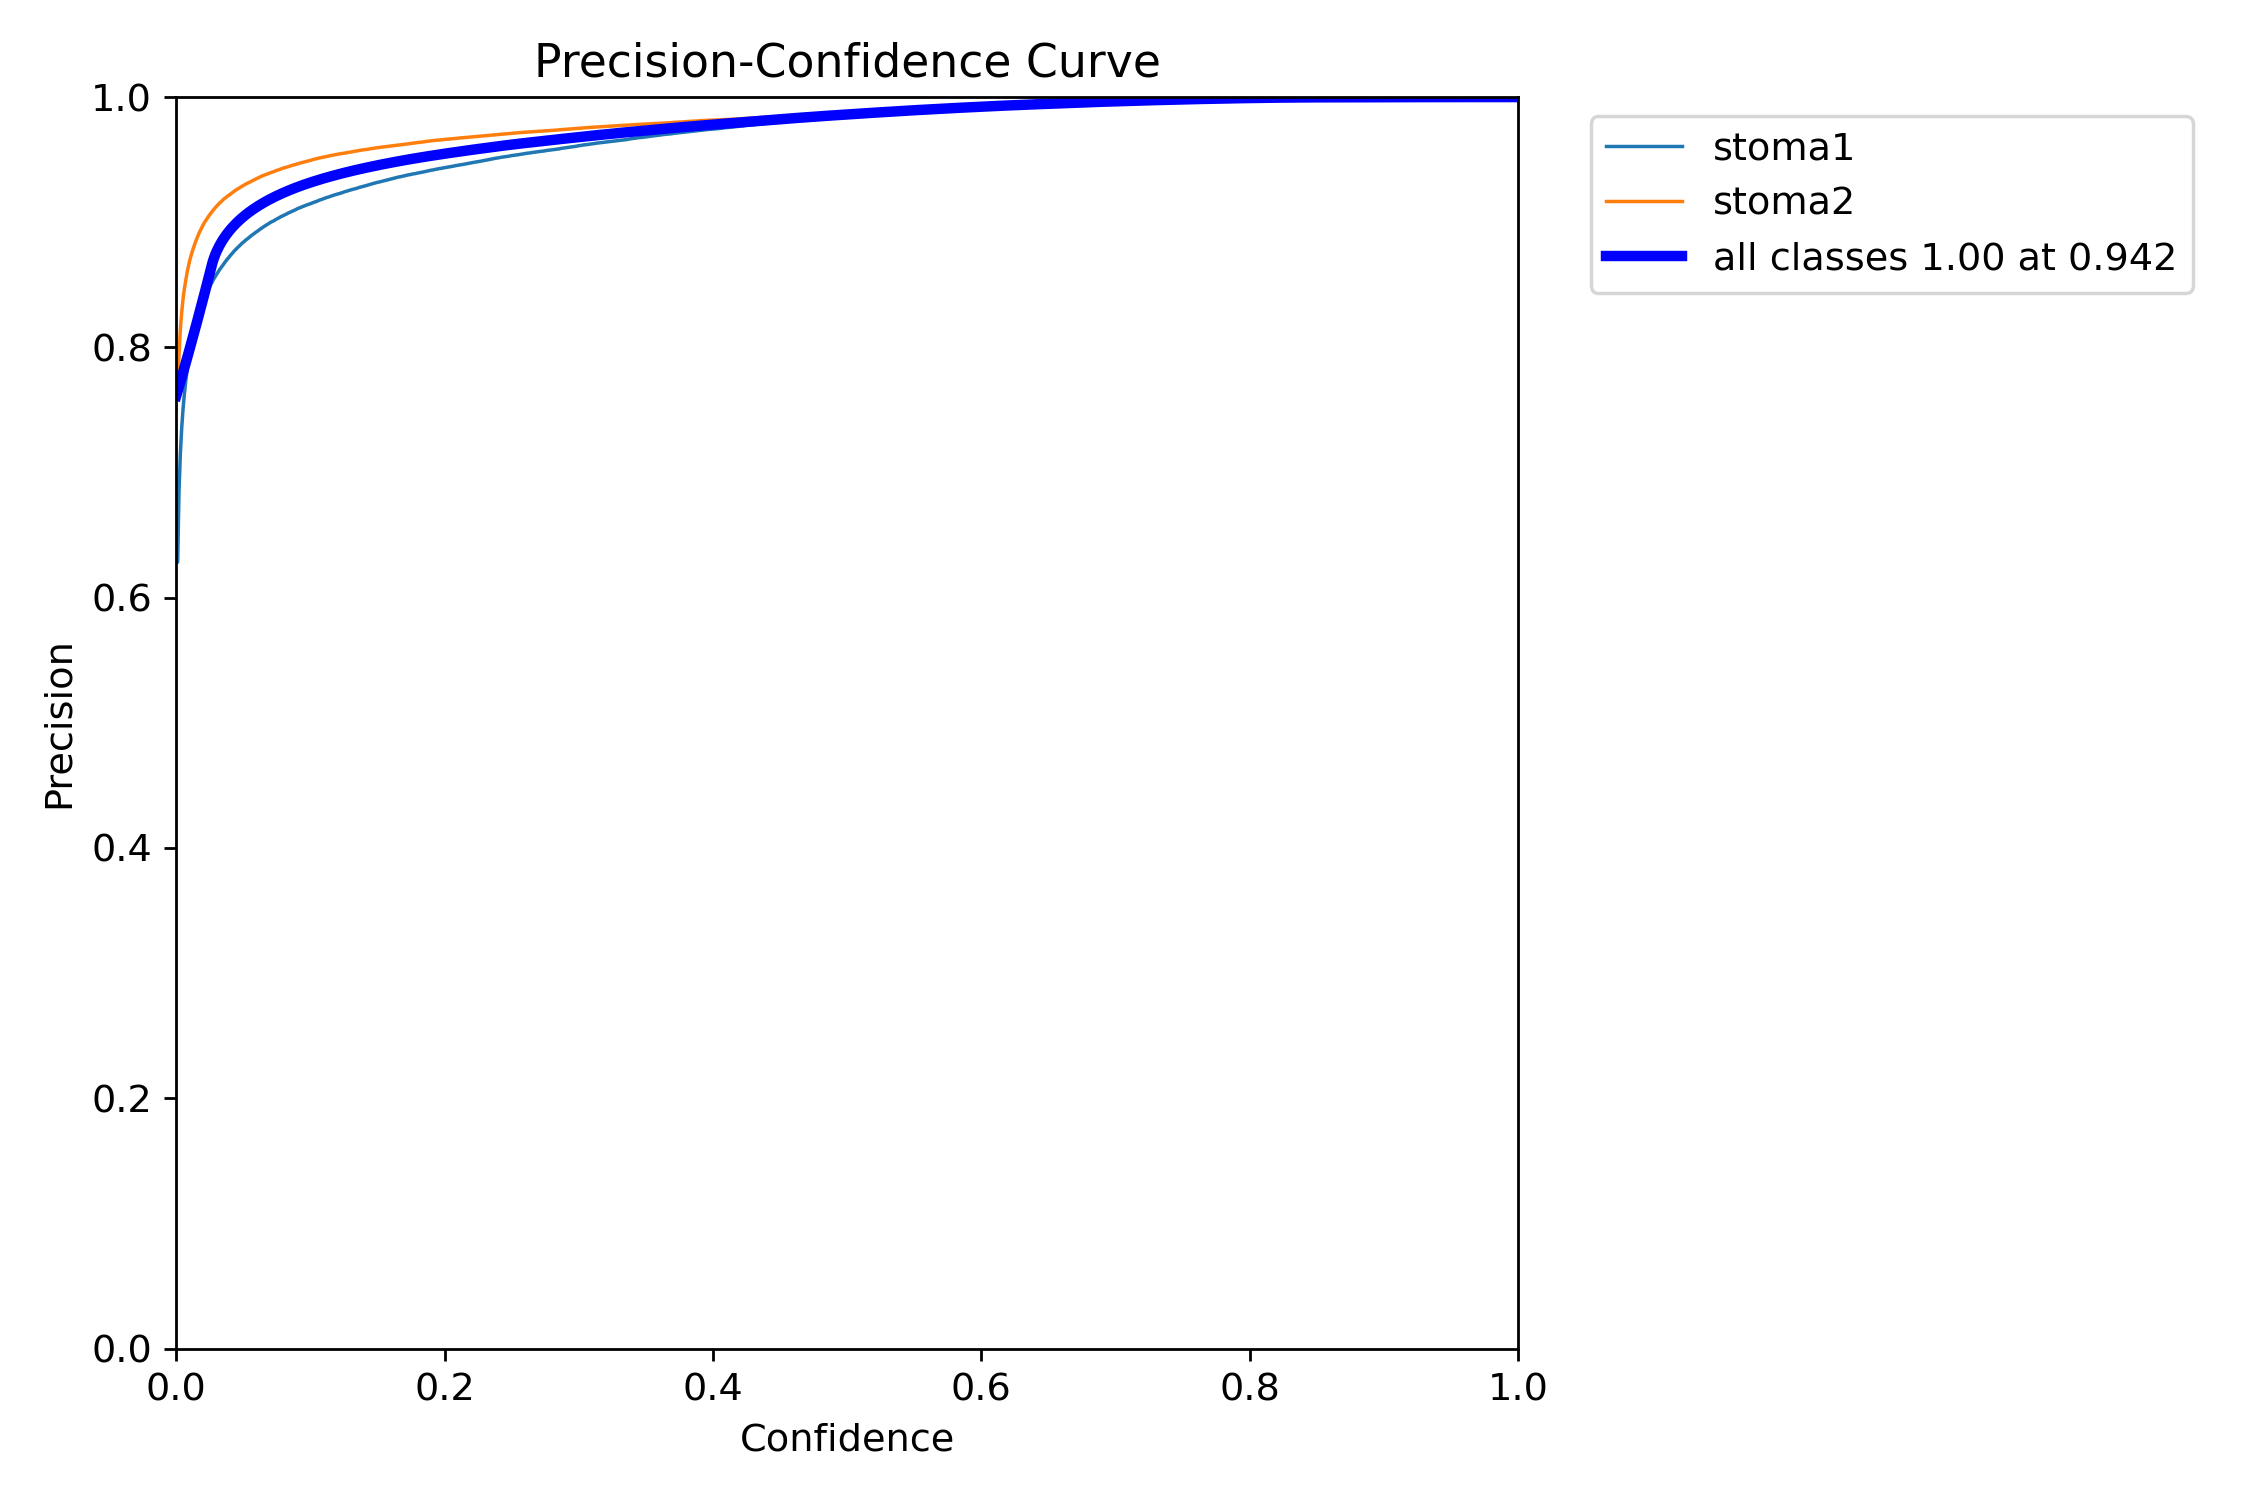 Precision-Confidence Curve
1.0
0.8
0.6
0.4
0.2
0.0
Precision
0.0 0.2 0.4 0.6 0.8 1.0
Confidence
stoma1
stoma2
all classes 1.00 at 0.942